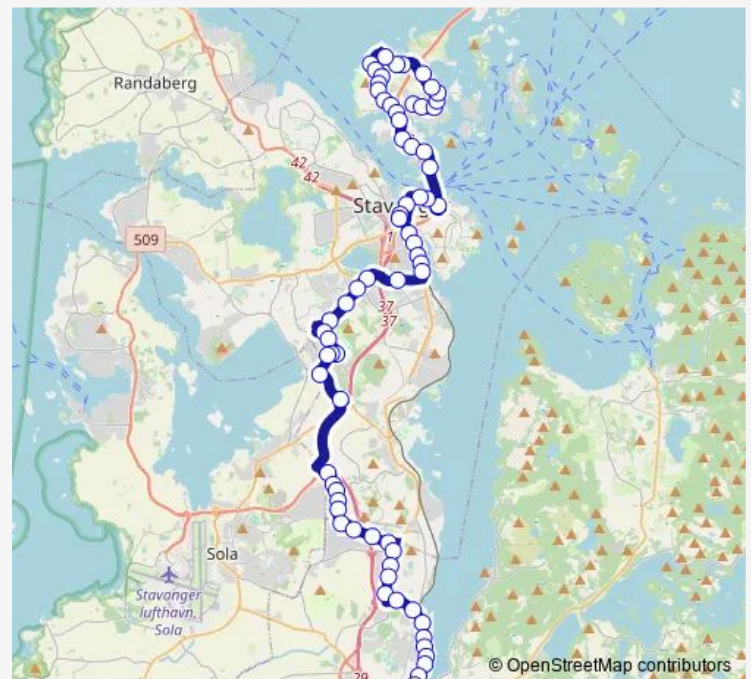 Randaberg
42
42
Stav g
509
1
37
37
Sola
Stavanger
lufthavn,
Sola
29
© OpenStreetMap contributors